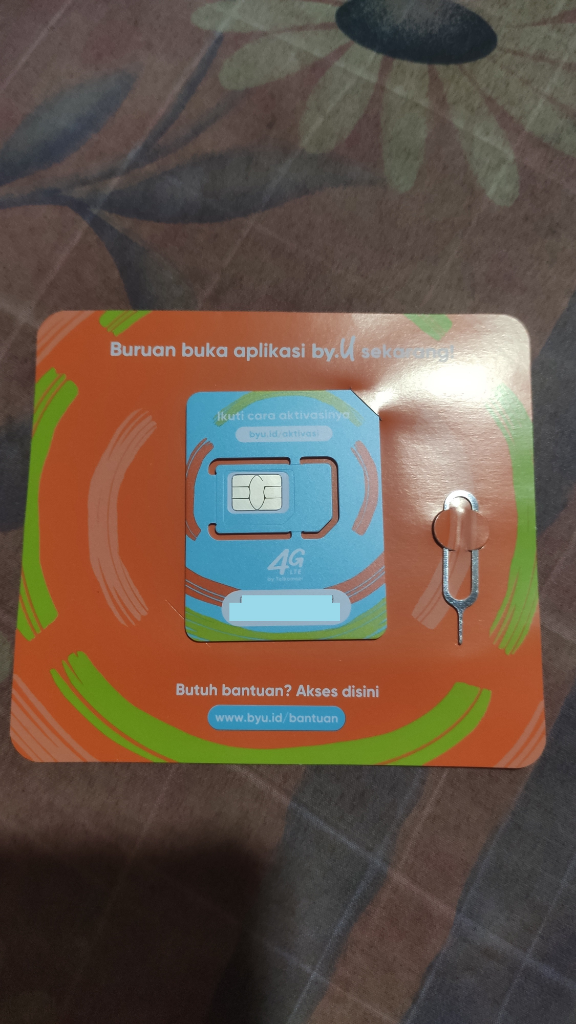 Buruan buka aplikasi by.U sekarang!
Ikuti cara aktivasinya
byu.id/aktivasi
4G
LTE
by Telkomsel
Butuh bantuan? Akses disini
www.byu.id/bantuan